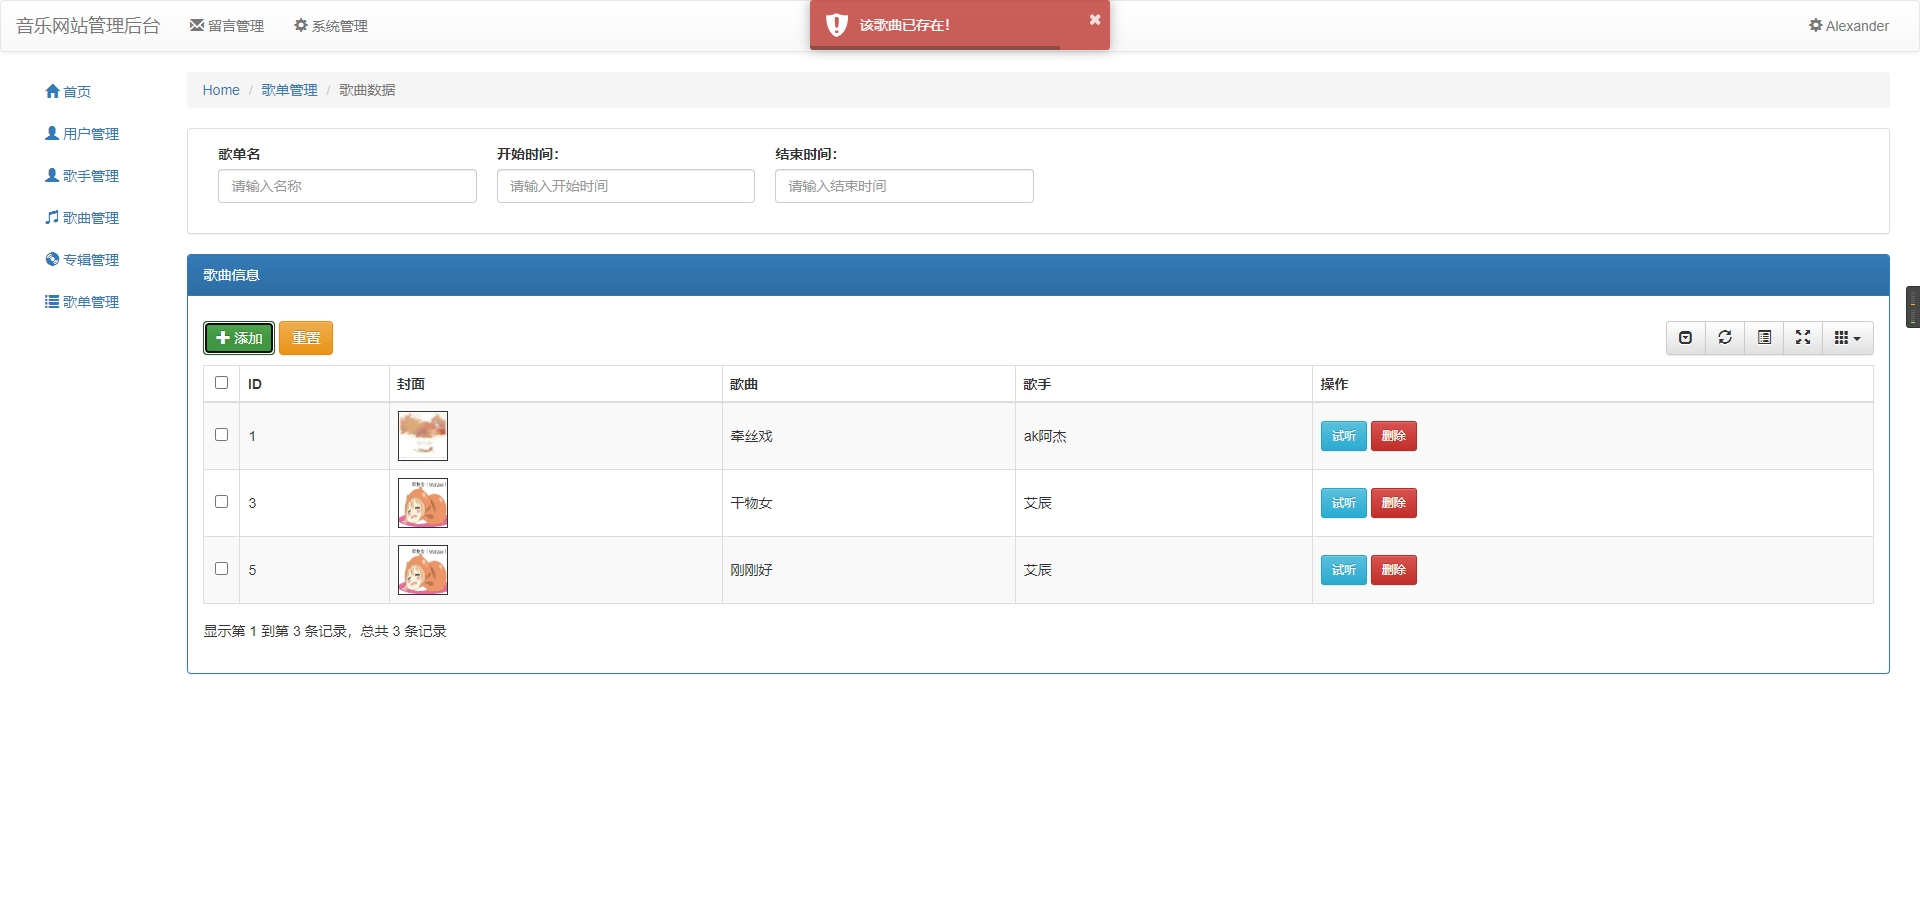 音乐网站管理后台 留言管理 系统管理 该歌曲已存在! Alexander
首页
用户管理
歌手管理
歌曲管理
专辑管理
歌单管理
Home / 歌单管理 / 歌曲数据
歌单名 开始时间: 结束时间:
请输入名称 请输入开始时间 请输入结束时间
歌曲信息
添加 重置
ID 封面 歌曲 歌手 操作
1 牵丝戏 ak阿杰 试听 删除
3 干物女 艾辰 试听 删除
5 刚刚好 艾辰 试听 删除
显示第 1 到第 3 条记录，总共 3 条记录